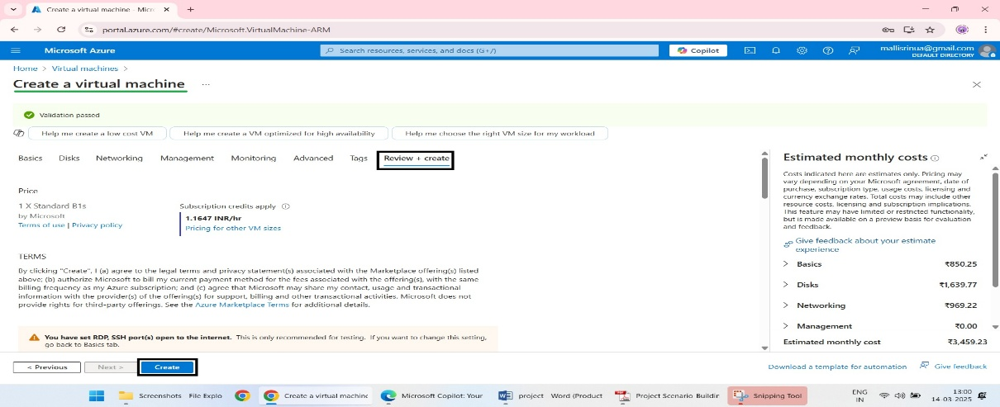 Create a virtual machine - Micr
portal.azure.com/#create/Microsoft.VirtualMachine-ARM
Microsoft Azure
Search resources, services, and docs (G+/)
Copilot
mallisrinua@gmail.com
DEFAULT DIRECTORY
Home > Virtual machines >
Create a virtual machine ...
Validation passed
Help me create a low cost VM
Help me create a VM optimized for high availability
Help me choose the right VM size for my workload
Basics Disks Networking Management Monitoring Advanced Tags Review + create
Price
1 X Standard B1s
by Microsoft
Terms of use | Privacy policy
Subscription credits apply
1.1647 INR/hr
Pricing for other VM sizes
TERMS
By clicking "Create", I (a) agree to the legal terms and privacy statement(s) associated with the Marketplace offering(s) listed
above; (b) authorize Microsoft to bill my current payment method for the fees associated with the offering(s), with the same
billing frequency as my Azure subscription; and (c) agree that Microsoft may share my contact, usage and transactional
information with the provider(s) of the offering(s) for support, billing and other transactional activities. Microsoft does not
provide rights for third-party offerings. See the Azure Marketplace Terms for additional details.
You have set RDP, SSH port(s) open to the internet. This is only recommended for testing. If you want to change this setting,
go back to Basics tab.
Estimated monthly costs
Costs indicated here are estimates only. Pricing may
vary depending on your Microsoft agreement, date of
purchase, subscription type, usage costs, licensing and
currency exchange rates. Total costs may include other
resource costs, licensing and subscription implications.
This feature may have limited or restricted functionality,
but is made available on a preview basis for evaluation
and feedback.
Give feedback about your estimate
experience
Basics ₹850.25
Disks ₹1,639.77
Networking ₹969.22
Management ₹0.00
Estimated monthly cost ₹3,459.23
< Previous
Next >
Create
Download a template for automation
Give feedback
Screenshots File Explo
Create a virtual machine
Microsoft Copilot: Your
project Word (Product
Project Scenario Buildir
Snipping Tool
ENG
IN
13:00
14-03-2025